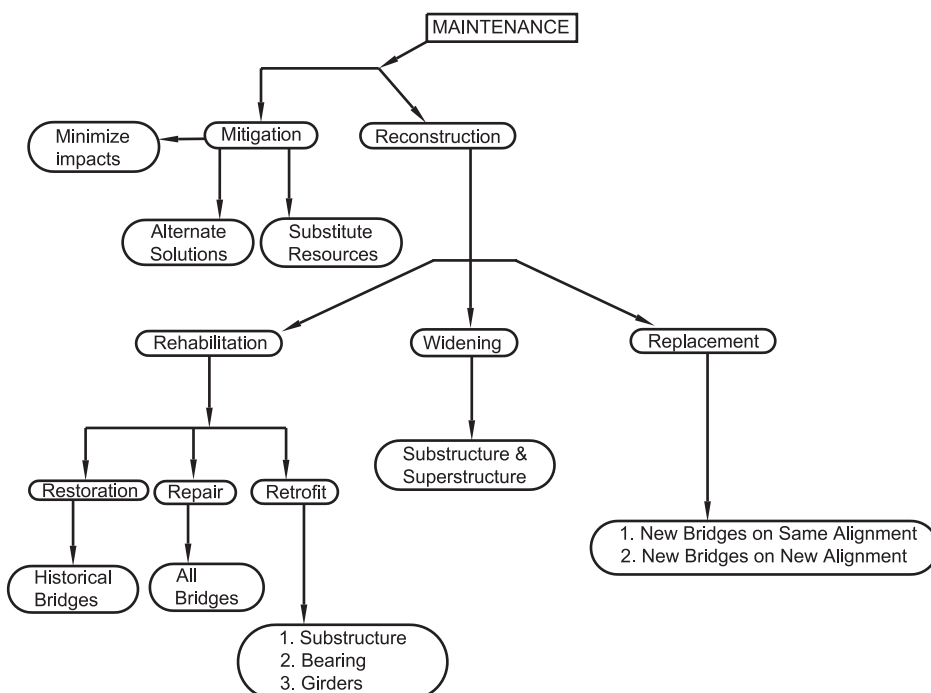 MAINTENANCE
Mitigation
Reconstruction
Minimize
impacts
Alternate
Solutions
Substitute
Resources
Rehabilitation
Widening
Replacement
Substructure &
Superstructure
Restoration
Repair
Retrofit
1. New Bridges on Same Alignment
2. New Bridges on New Alignment
Historical
Bridges
All
Bridges
1. Substructure
2. Bearing
3. Girders